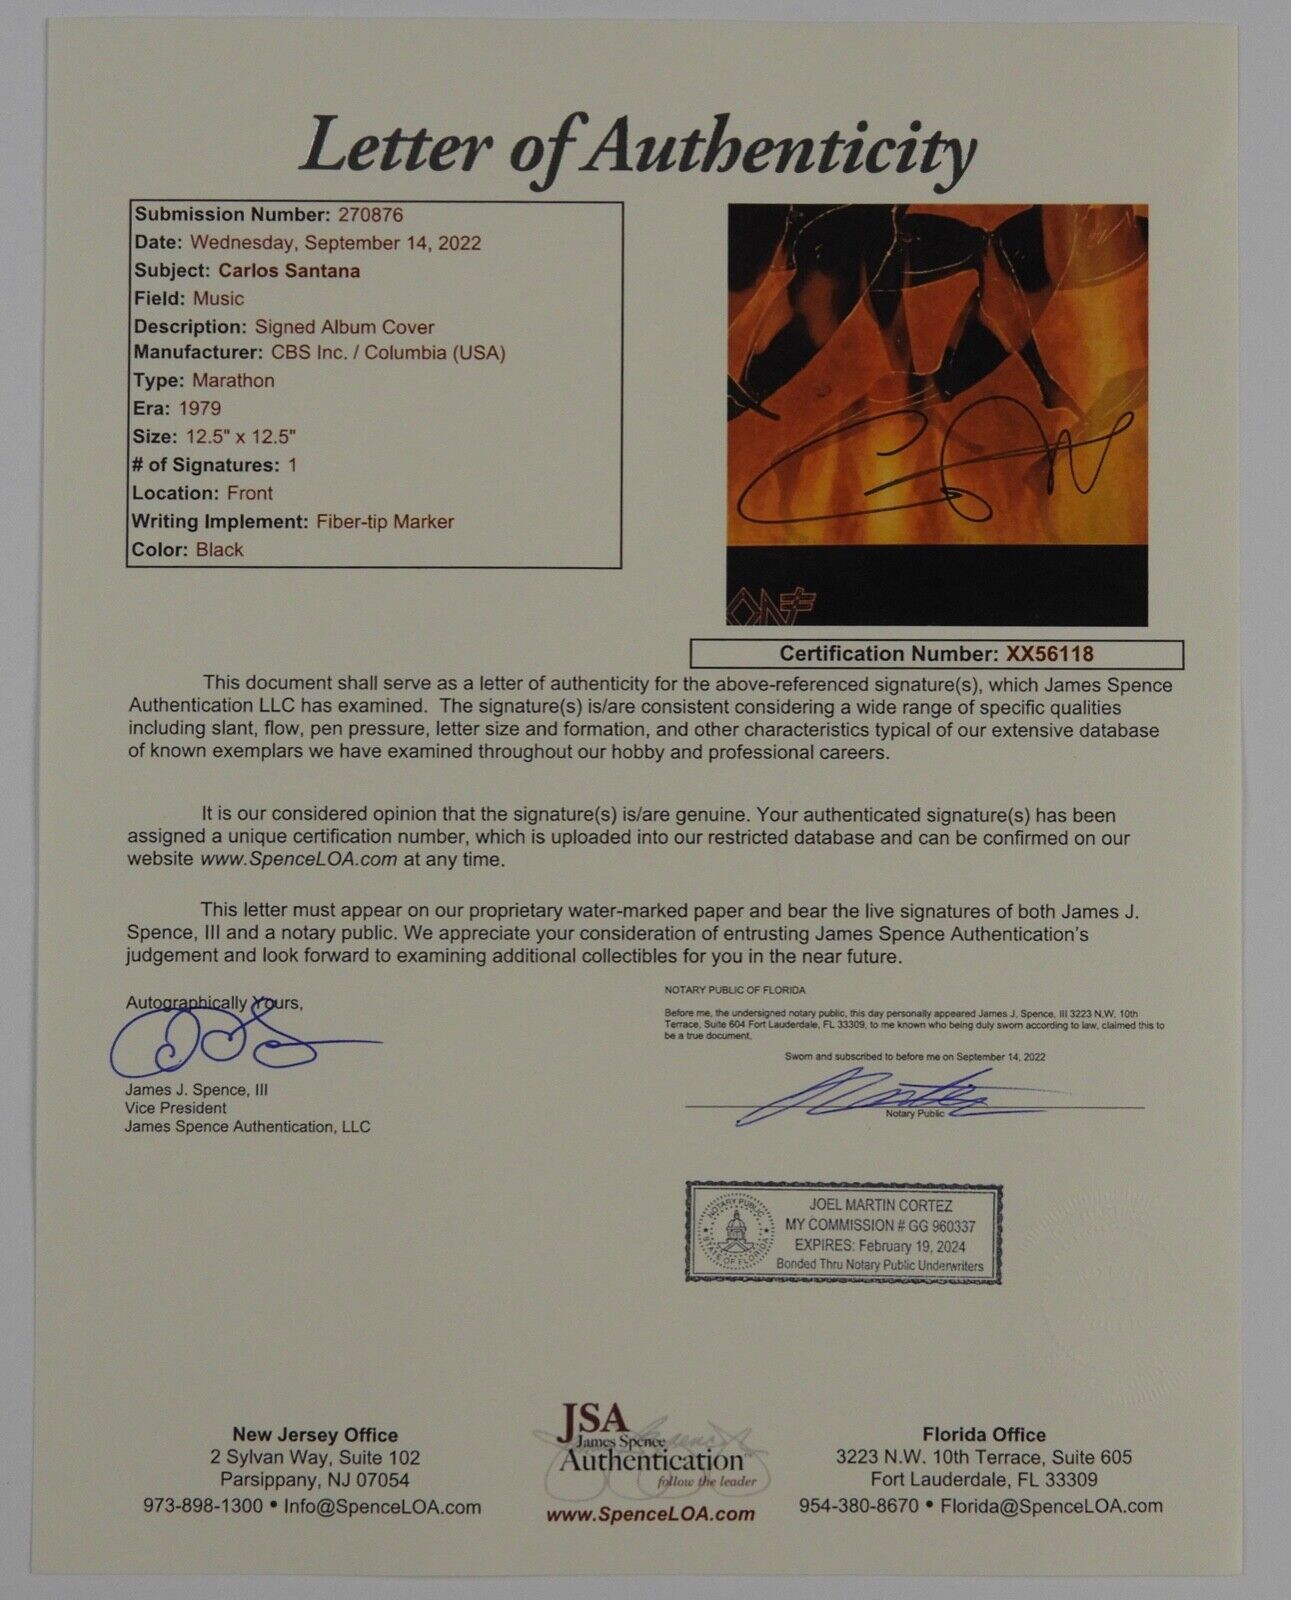 Letter of Authenticity
Submission Number: 270876
Date: Wednesday, September 14, 2022
Subject: Carlos Santana
Field: Music
Description: Signed Album Cover
Manufacturer: CBS Inc. / Columbia (USA)
Type: Marathon
Era: 1979
Size: 12.5" x 12.5"
# of Signatures: 1
Location: Front
Writing Implement: Fiber-tip Marker
Color: Black
Certification Number: XX56118
This document shall serve as a letter of authenticity for the above-referenced signature(s), which James Spence
Authentication LLC has examined. The signature(s) is/are consistent considering a wide range of specific qualities
including slant, flow, pen pressure, letter size and formation, and other characteristics typical of our extensive database
of known exemplars we have examined throughout our hobby and professional careers.
It is our considered opinion that the signature(s) is/are genuine. Your authenticated signature(s) has been
assigned a unique certification number, which is uploaded into our restricted database and can be confirmed on our
website www.SpenceLOA.com at any time.
This letter must appear on our proprietary water-marked paper and bear the live signatures of both James J.
Spence, III and a notary public. We appreciate your consideration of entrusting James Spence Authentication's
judgement and look forward to examining additional collectibles for you in the near future.
Autographically Yours,
James J. Spence, III
Vice President
James Spence Authentication, LLC
NOTARY PUBLIC OF FLORIDA
Before me, the undersigned notary public, this day personally appeared James J. Spence, III 3223 N.W. 10th
Terrace, Suite 604 Fort Lauderdale, FL 33309, to me known who being duly sworn according to law, claimed this to
be a true document.
Sworn and subscribed to before me on September 14, 2022
Notary Public
NOTARY PUBLIC
STATE OF FLORIDA
JOEL MARTIN CORTEZ
MY COMMISSION # GG 960337
EXPIRES: February 19, 2024
Bonded Thru Notary Public Underwriters
New Jersey Office
2 Sylvan Way, Suite 102
Parsippany, NJ 07054
973-898-1300 • Info@SpenceLOA.com
JSA
James Spence
Authentication™
follow the leader
www.SpenceLOA.com
Florida Office
3223 N.W. 10th Terrace, Suite 605
Fort Lauderdale, FL 33309
954-380-8670 • Florida@SpenceLOA.com